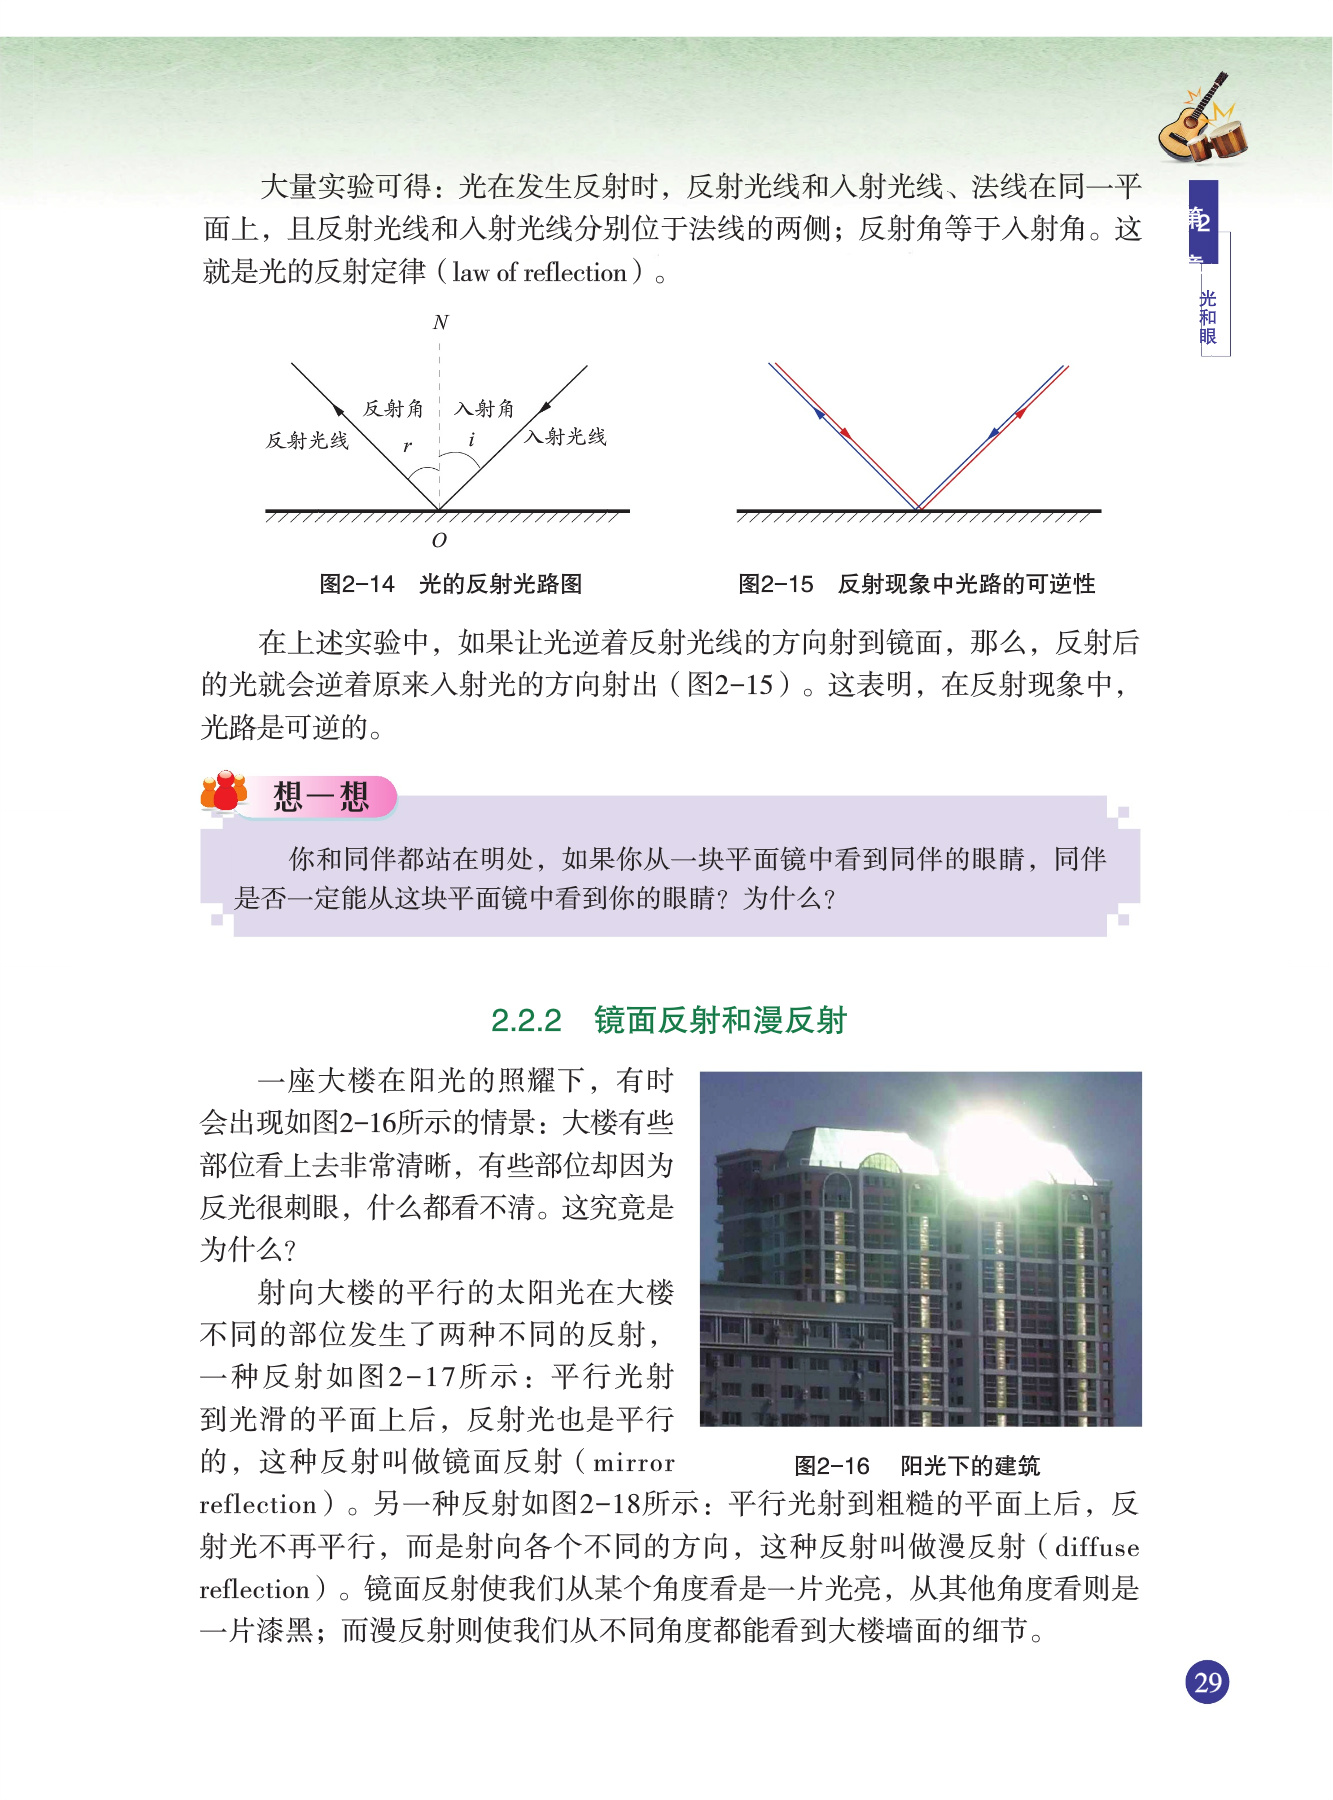 大量实验可得：光在发生反射时，反射光线和入射光线、法线在同一平
面上，且反射光线和入射光线分别位于法线的两侧；反射角等于入射角。这
就是光的反射定律（law of reflection）。
第2章
光和眼
N
反射角
入射角
反射光线
r
i
入射光线
O
图2-14 光的反射光路图
图2-15 反射现象中光路的可逆性
在上述实验中，如果让光逆着反射光线的方向射到镜面，那么，反射后
的光就会逆着原来入射光的方向射出（图2-15）。这表明，在反射现象中，
光路是可逆的。
想一想
你和同伴都站在明处，如果你从一块平面镜中看到同伴的眼睛，同伴
是否一定能从这块平面镜中看到你的眼睛？为什么？
2.2.2 镜面反射和漫反射
一座大楼在阳光的照耀下，有时
会出现如图2-16所示的情景：大楼有些
部位看上去非常清晰，有些部位却因为
反光很刺眼，什么都看不清。这究竟是
为什么？
射向大楼的平行的太阳光在大楼
不同的部位发生了两种不同的反射，
一种反射如图2-17所示：平行光射
到光滑的平面上后，反射光也是平行
的，这种反射叫做镜面反射（mirror
图2-16 阳光下的建筑
reflection）。另一种反射如图2-18所示：平行光射到粗糙的平面上后，反
射光不再平行，而是射向各个不同的方向，这种反射叫做漫反射（diffuse
reflection）。镜面反射使我们从某个角度看是一片光亮，从其他角度看则是
一片漆黑；而漫反射则使我们从不同角度都能看到大楼墙面的细节。
29